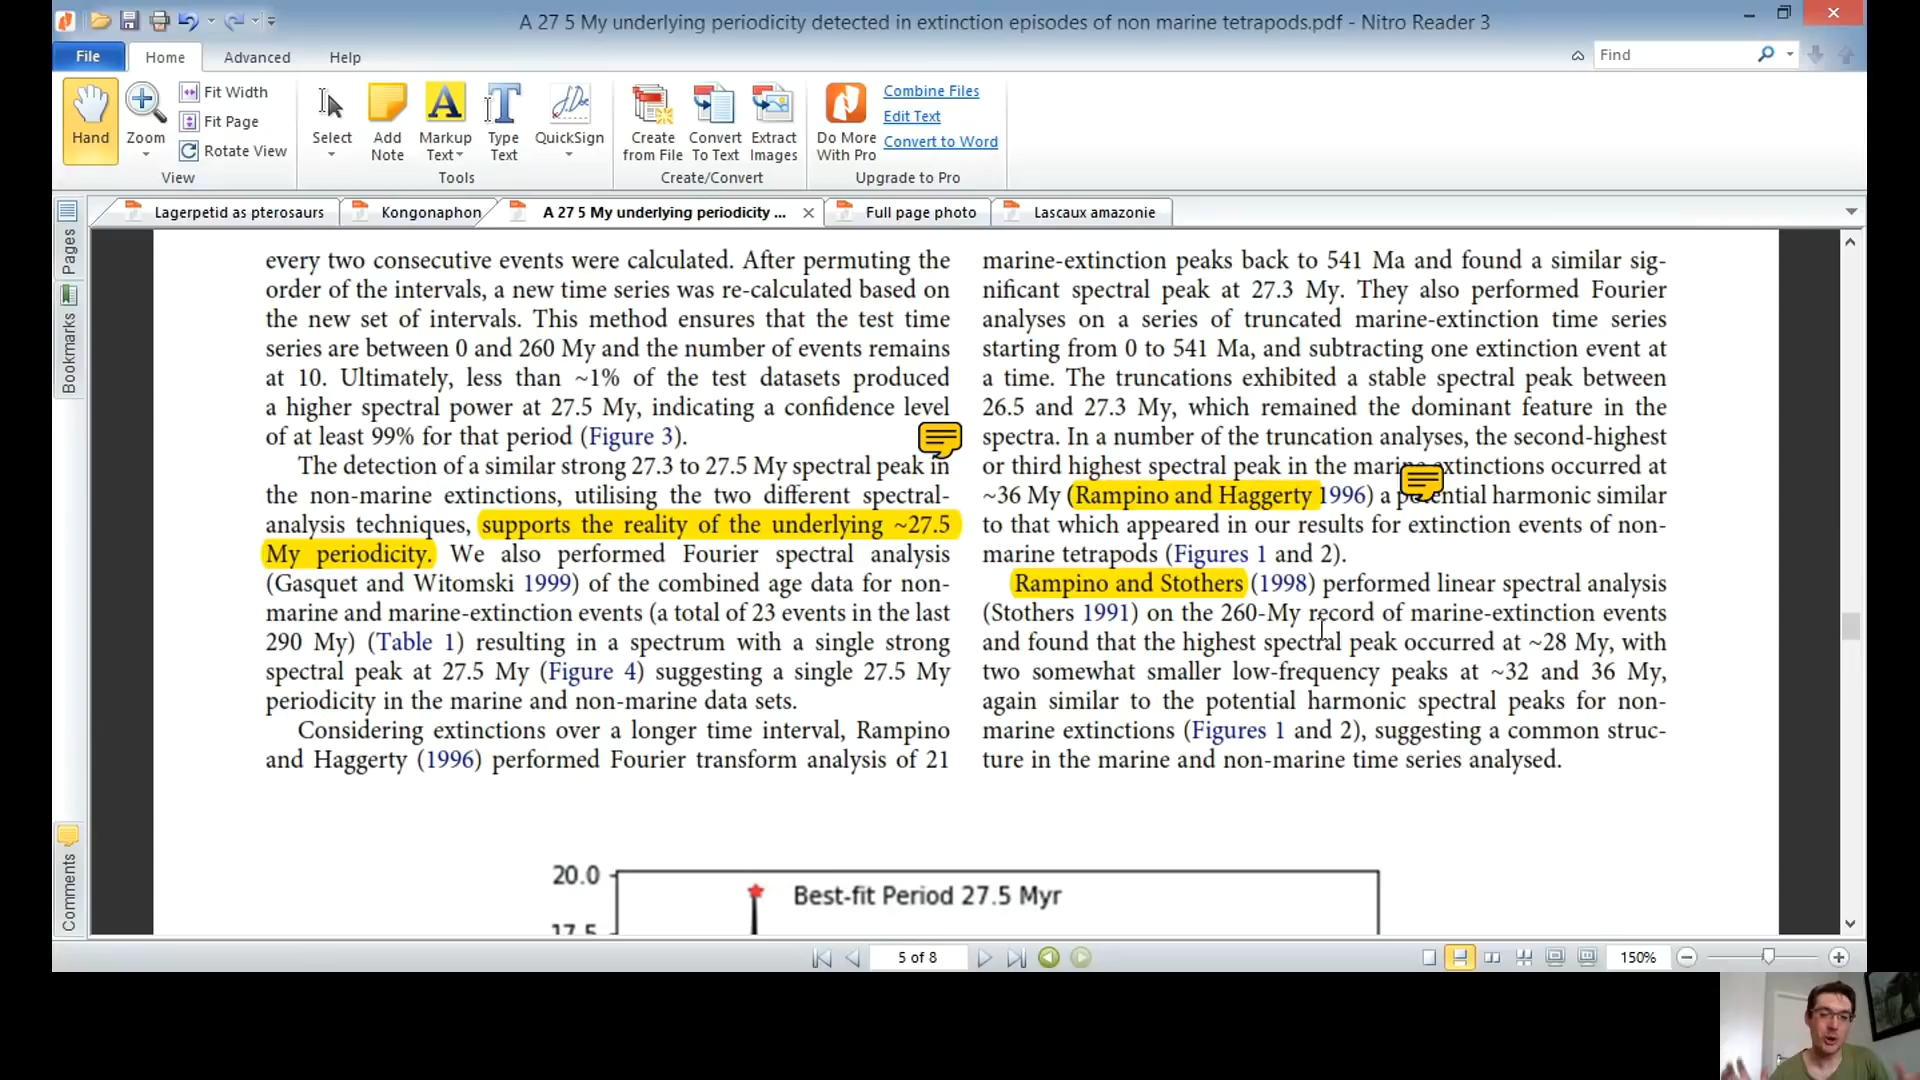 A 27 5 My underlying periodicity detected in extinction episodes of non marine tetrapods.pdf - Nitro Reader 3
File
Home
Advanced
Help
Find
Hand
Zoom
Fit Width
Fit Page
Rotate View
View
Select
Add Note
Markup Text
Type Text
QuickSign
Tools
Create from File
Convert To Text
Extract Images
Create/Convert
Do More With Pro
Combine Files
Edit Text
Convert to Word
Upgrade to Pro
Lagerpetid as pterosaurs
Kongonaphon
A 27 5 My underlying periodicity ...
Full page photo
Lascaux amazonie
Pages
Bookmarks
Comments
every two consecutive events were calculated. After permuting the
order of the intervals, a new time series was re-calculated based on
the new set of intervals. This method ensures that the test time
series are between 0 and 260 My and the number of events remains
at 10. Ultimately, less than ~1% of the test datasets produced
a higher spectral power at 27.5 My, indicating a confidence level
of at least 99% for that period (Figure 3).
The detection of a similar strong 27.3 to 27.5 My spectral peak in
the non-marine extinctions, utilising the two different spectral-
analysis techniques, supports the reality of the underlying ~27.5
My periodicity. We also performed Fourier spectral analysis
(Gasquet and Witomski 1999) of the combined age data for non-
marine and marine-extinction events (a total of 23 events in the last
290 My) (Table 1) resulting in a spectrum with a single strong
spectral peak at 27.5 My (Figure 4) suggesting a single 27.5 My
periodicity in the marine and non-marine data sets.
Considering extinctions over a longer time interval, Rampino
and Haggerty (1996) performed Fourier transform analysis of 21
marine-extinction peaks back to 541 Ma and found a similar sig-
nificant spectral peak at 27.3 My. They also performed Fourier
analyses on a series of truncated marine-extinction time series
starting from 0 to 541 Ma, and subtracting one extinction event at
a time. The truncations exhibited a stable spectral peak between
26.5 and 27.3 My, which remained the dominant feature in the
spectra. In a number of the truncation analyses, the second-highest
or third highest spectral peak in the marine extinctions occurred at
~36 My (Rampino and Haggerty 1996) a potential harmonic similar
to that which appeared in our results for extinction events of non-
marine tetrapods (Figures 1 and 2).
Rampino and Stothers (1998) performed linear spectral analysis
(Stothers 1991) on the 260-My record of marine-extinction events
and found that the highest spectral peak occurred at ~28 My, with
two somewhat smaller low-frequency peaks at ~32 and 36 My,
again similar to the potential harmonic spectral peaks for non-
marine extinctions (Figures 1 and 2), suggesting a common struc-
ture in the marine and non-marine time series analysed.
20.0
Best-fit Period 27.5 Myr
17.5
5 of 8
150%